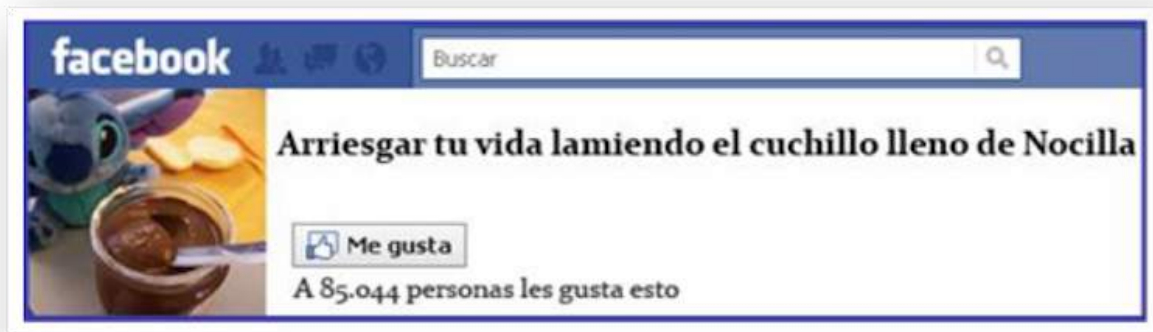 facebook
Buscar
Arriesgar tu vida lamiendo el cuchillo lleno de Nocilla
Me gusta
A 85.044 personas les gusta esto